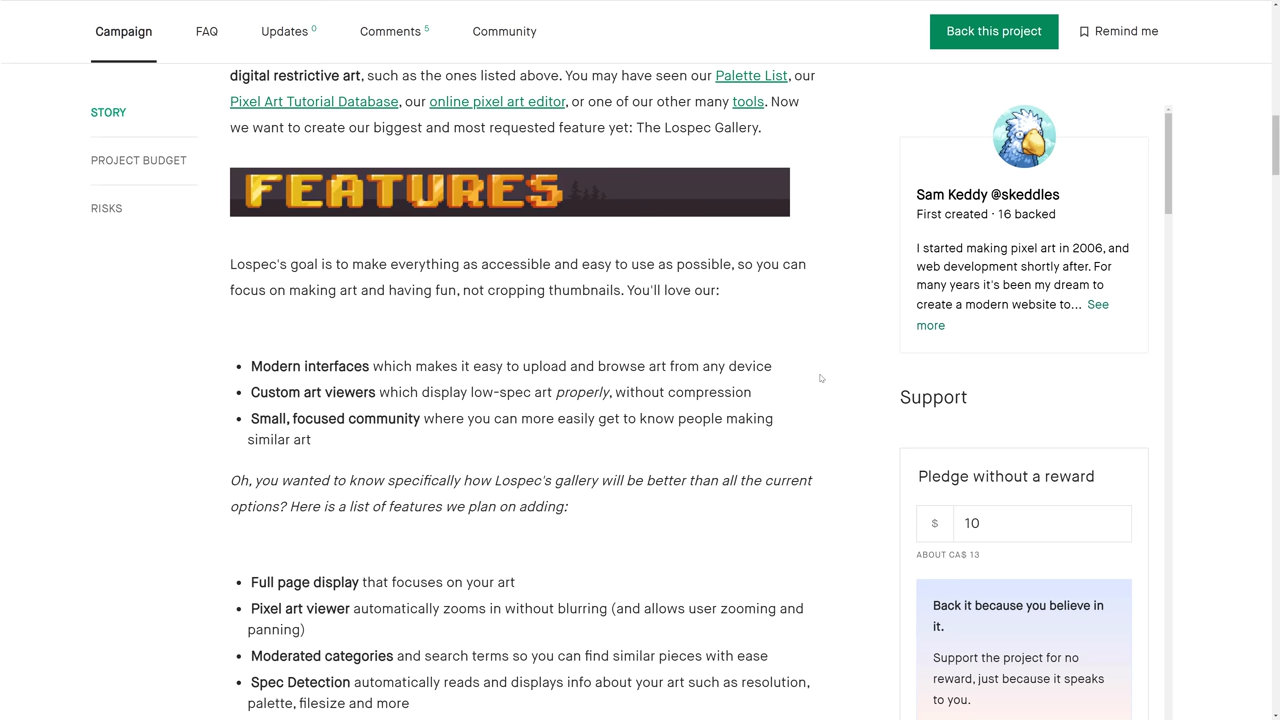 Campaign
FAQ
Updates 0
Comments 5
Community
Back this project
Remind me
STORY
PROJECT BUDGET
RISKS
digital restrictive art, such as the ones listed above. You may have seen our Palette List, our
Pixel Art Tutorial Database, our online pixel art editor, or one of our other many tools. Now
we want to create our biggest and most requested feature yet: The Lospec Gallery.
FEATURES
Lospec's goal is to make everything as accessible and easy to use as possible, so you can
focus on making art and having fun, not cropping thumbnails. You'll love our:
• Modern interfaces which makes it easy to upload and browse art from any device
• Custom art viewers which display low-spec art properly, without compression
• Small, focused community where you can more easily get to know people making
similar art
Oh, you wanted to know specifically how Lospec's gallery will be better than all the current
options? Here is a list of features we plan on adding:
• Full page display that focuses on your art
• Pixel art viewer automatically zooms in without blurring (and allows user zooming and
panning)
• Moderated categories and search terms so you can find similar pieces with ease
• Spec Detection automatically reads and displays info about your art such as resolution,
palette, filesize and more
Sam Keddy @skeddles
First created · 16 backed
I started making pixel art in 2006, and
web development shortly after. For
many years it's been my dream to
create a modern website to... See
more
Support
Pledge without a reward
$ 10
ABOUT CA$ 13
Back it because you believe in
it.
Support the project for no
reward, just because it speaks
to you.